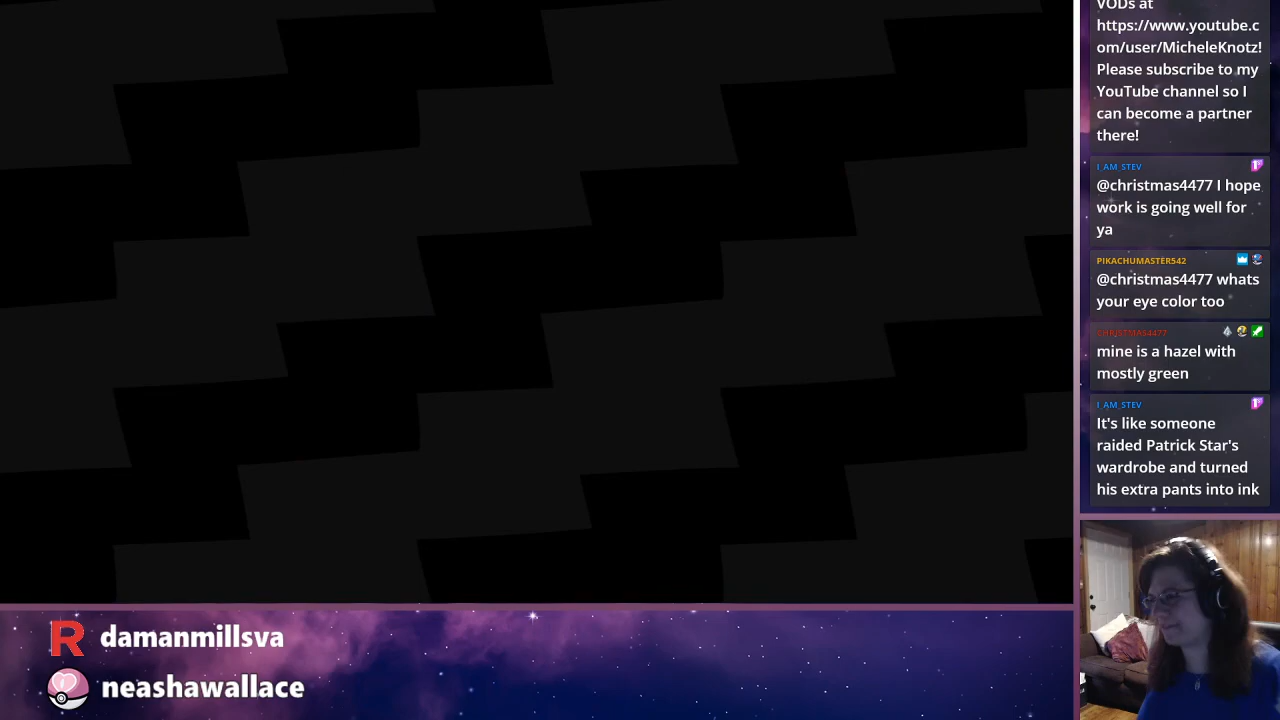 VODs at
https://www.youtube.c
om/user/MicheleKnotz!
Please subscribe to my
YouTube channel so I
can become a partner
there!
I_AM_STEV
@christmas4477 I hope
work is going well for
ya
PIKACHUMASTER542
@christmas4477 whats
your eye color too
CHRISTMAS4477
mine is a hazel with
mostly green
I_AM_STEV
It's like someone
raided Patrick Star's
wardrobe and turned
his extra pants into ink
R damanmillsva
neashawallace